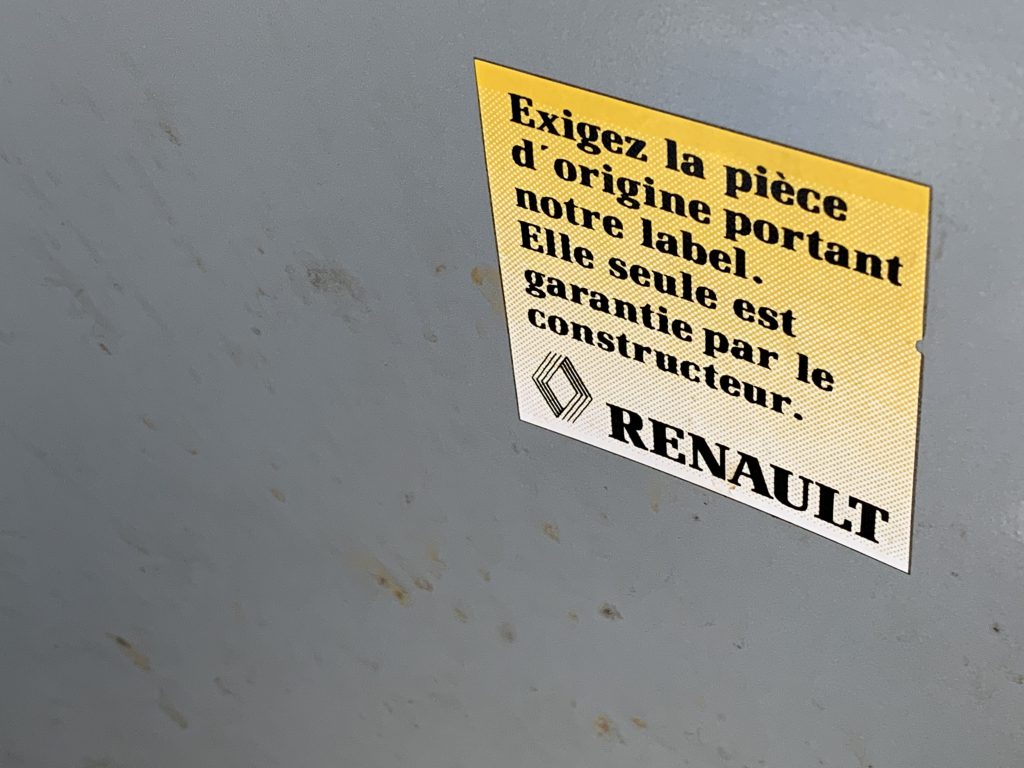 Exigez la pièce
d'origine portant
notre label.
Elle seule est
garantie par le
constructeur.
RENAULT